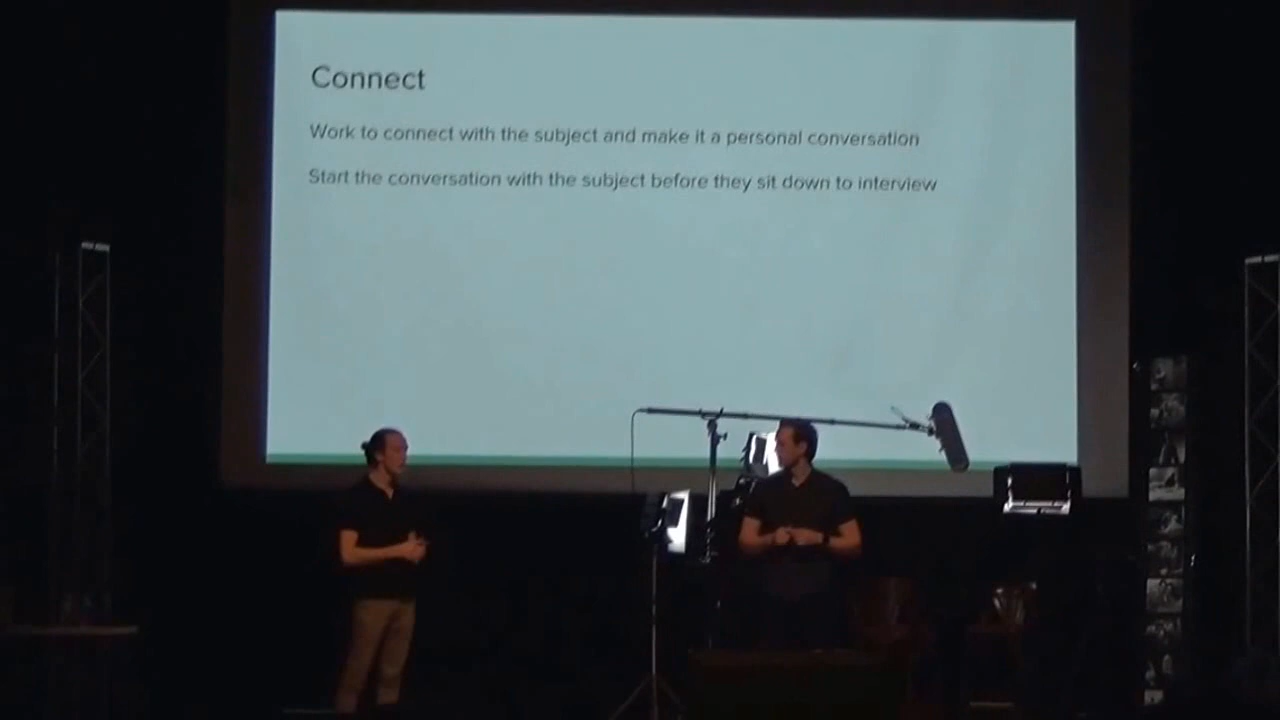 Connect
Work to connect with the subject and make it a personal conversation
Start the conversation with the subject before they sit down to interview